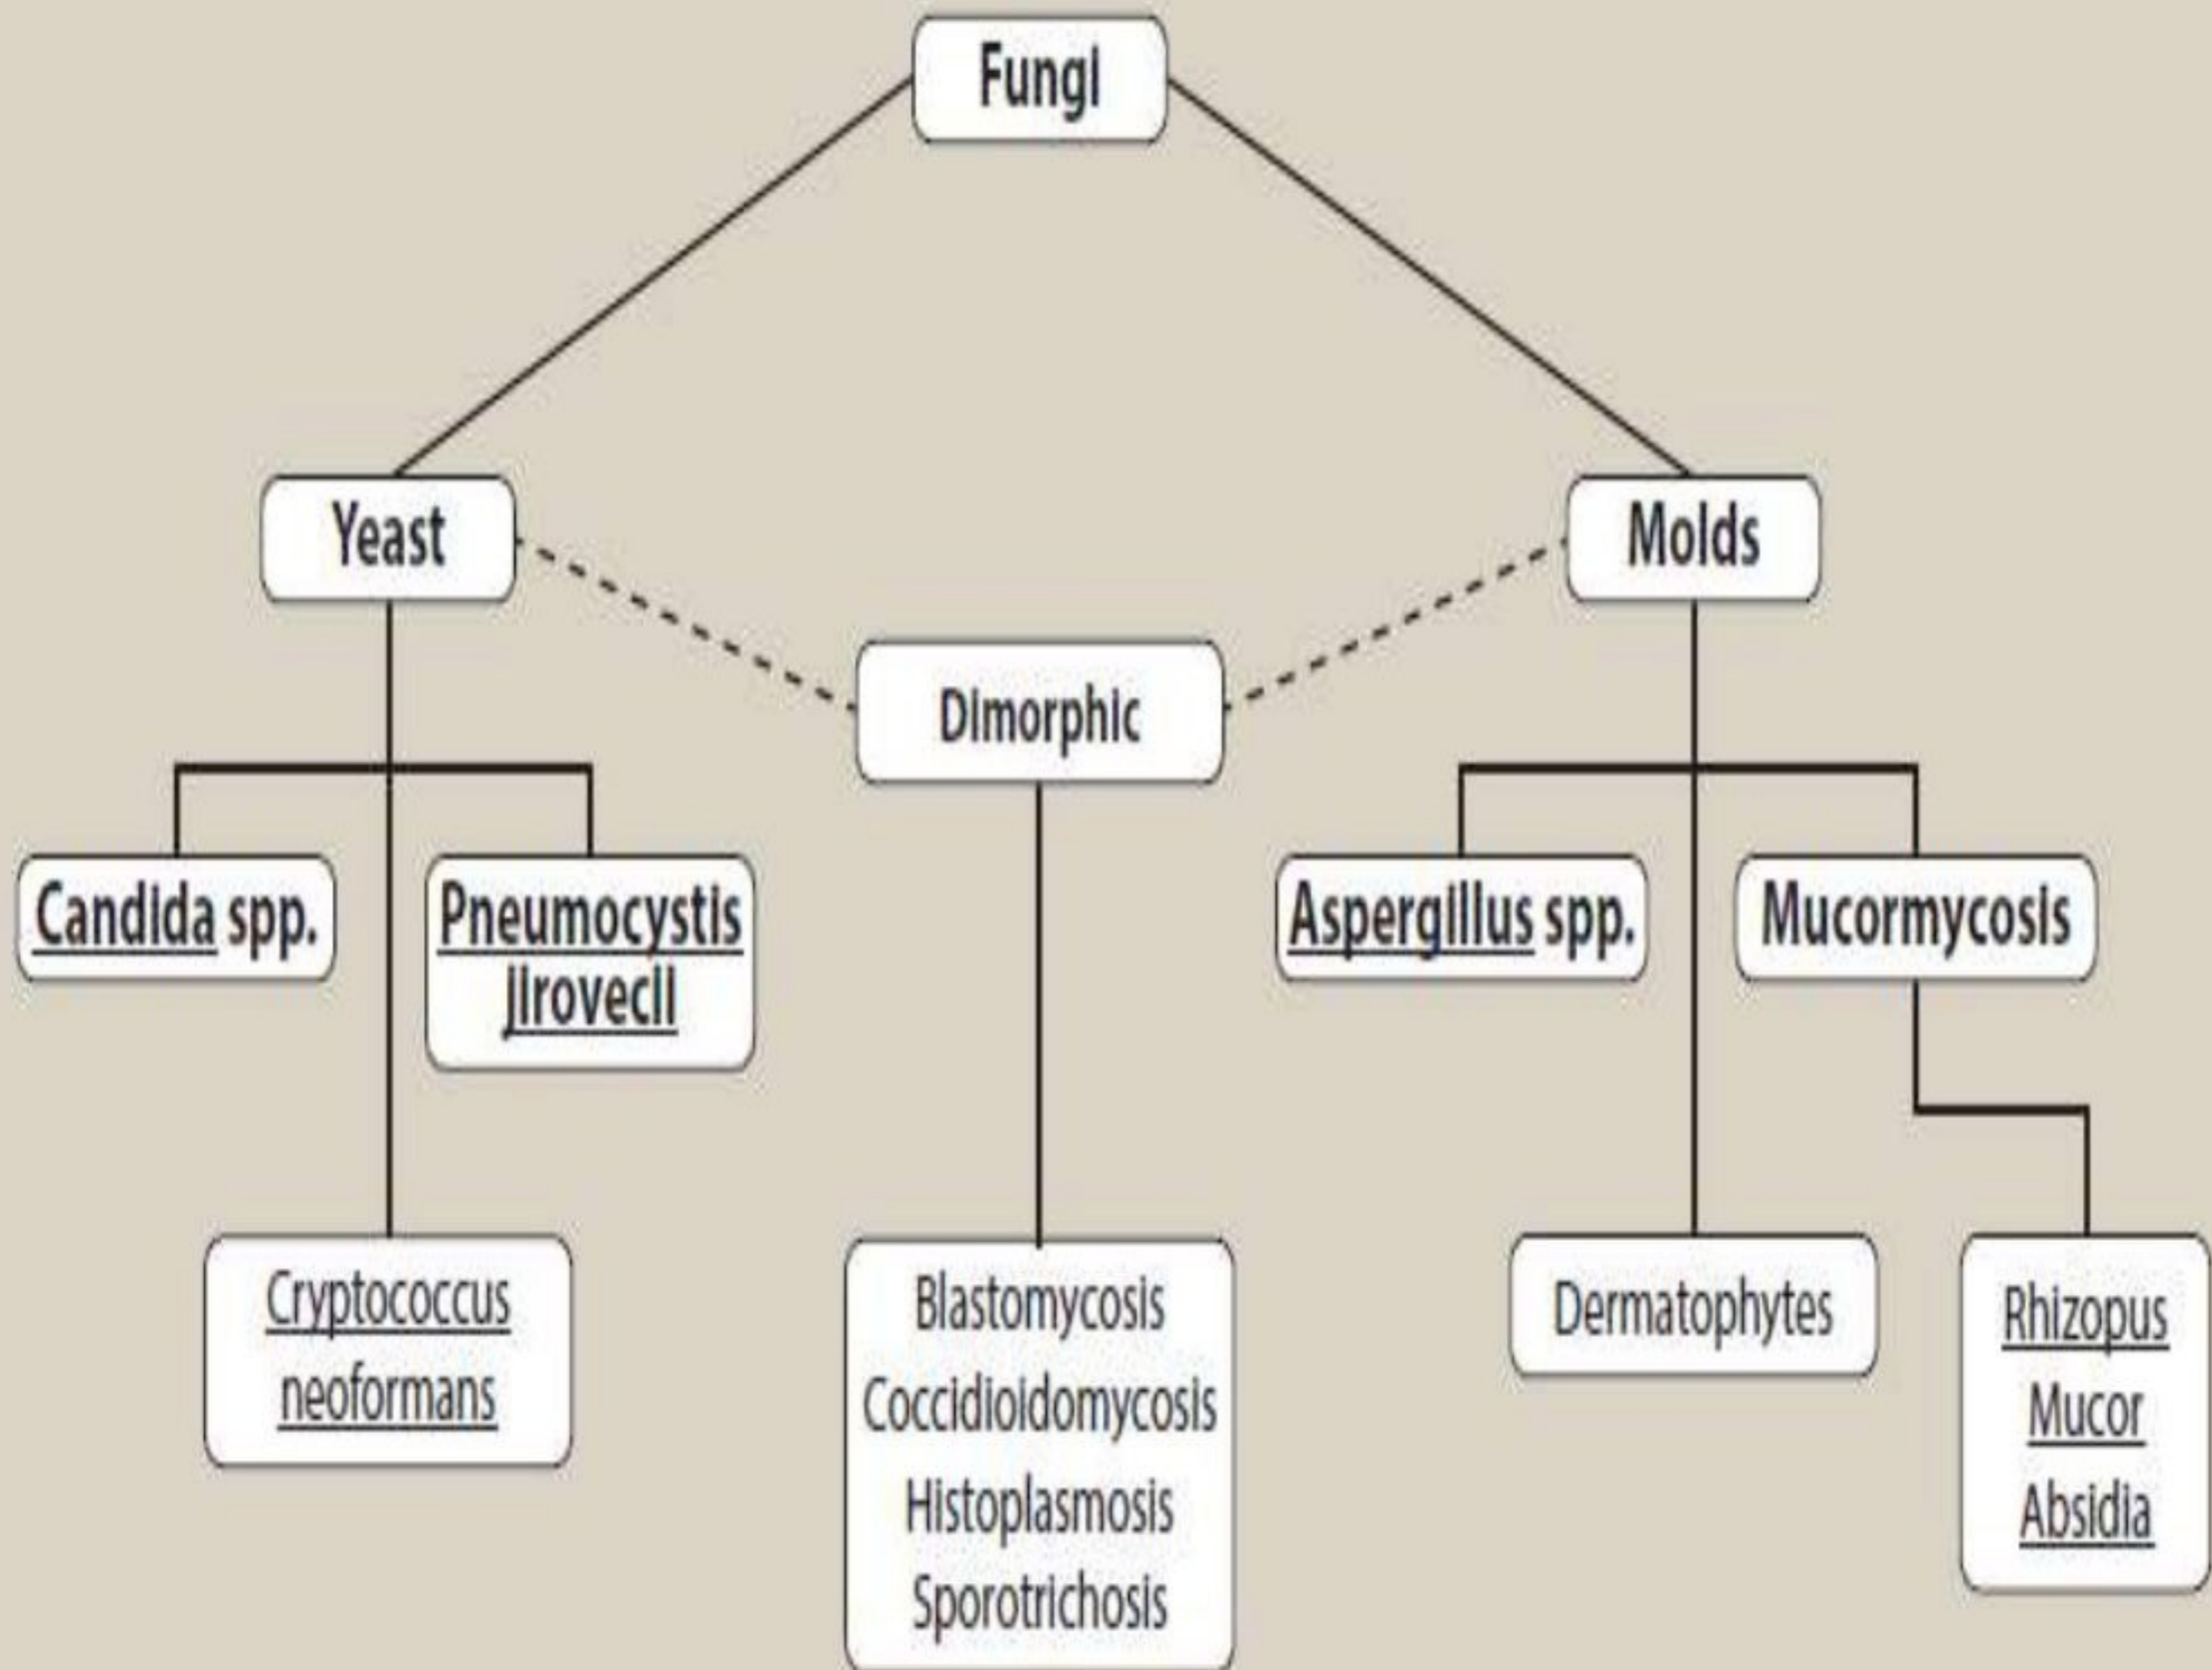 Fungi
Yeast
Molds
Dimorphic
Candida spp.
Pneumocystis
jirovecii
Aspergillus spp.
Mucormycosis
Cryptococcus
neoformans
Blastomycosis
Coccidioidomycosis
Histoplasmosis
Sporotrichosis
Dermatophytes
Rhizopus
Mucor
Absidia